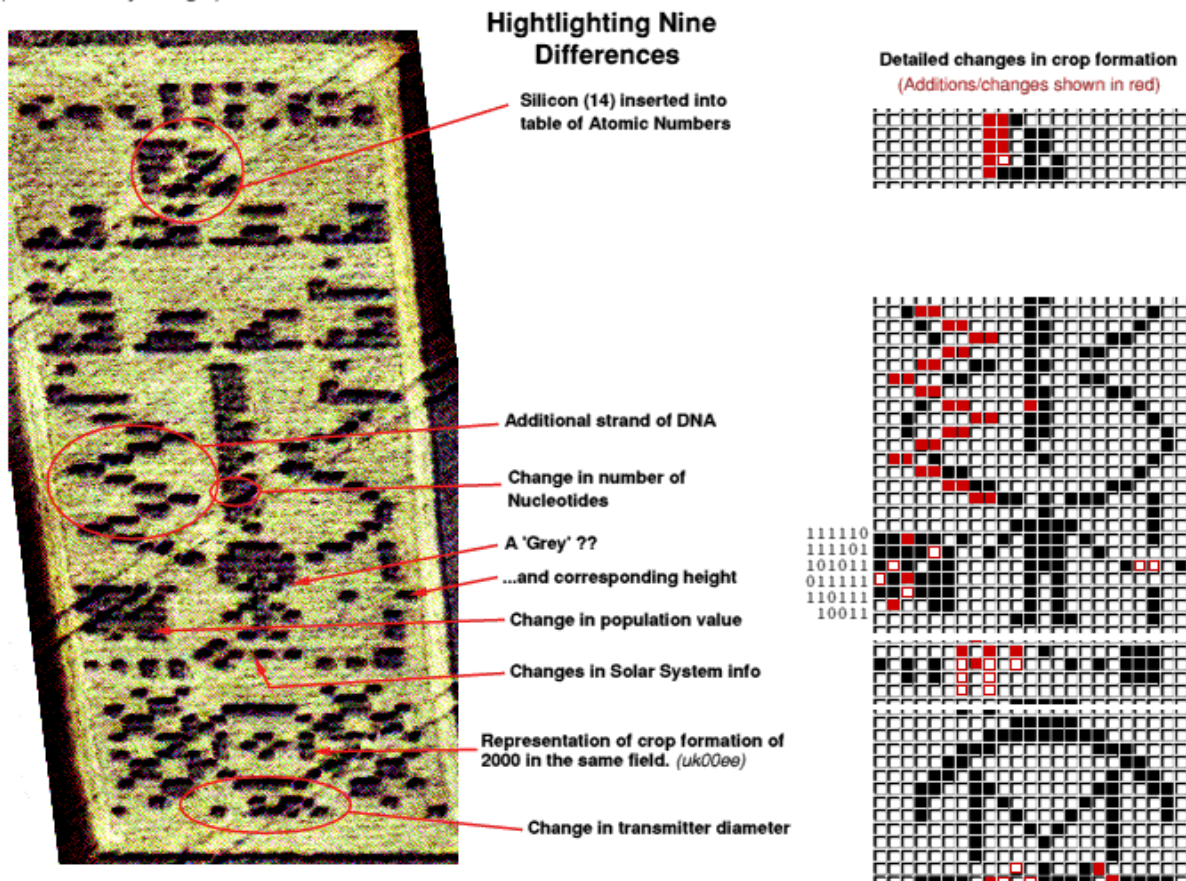 Hightlighting Nine
Differences
Silicon (14) inserted into
table of Atomic Numbers
Additional strand of DNA
Change in number of
Nucleotides
A 'Grey' ??
...and corresponding height
Change in population value
Changes in Solar System info
Representation of crop formation of
2000 in the same field. (uk00ee)
Change in transmitter diameter
Detailed changes in crop formation
(Additions/changes shown in red)
111110
111101
101011
011111
110111
10011